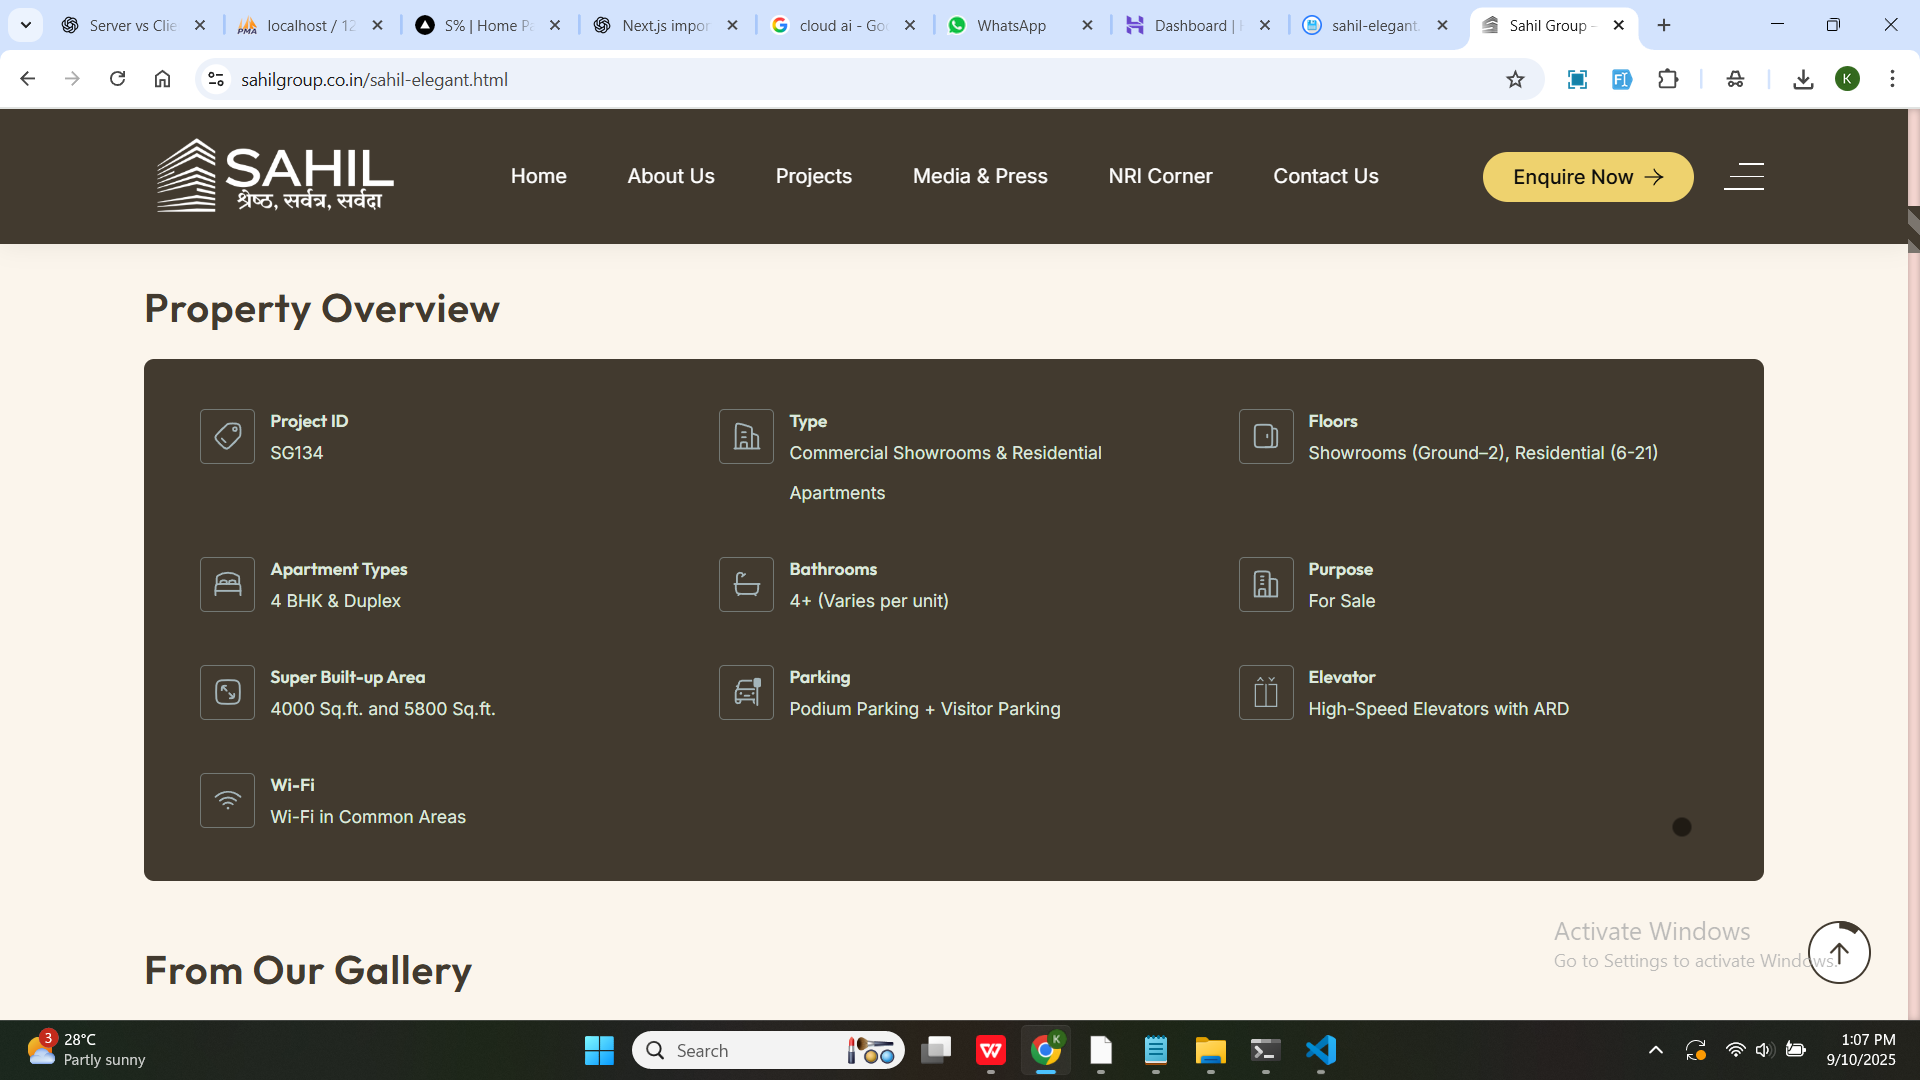 Server vs Clie
localhost / 12
S% | Home Pa
Next.js impor
cloud ai - Goo
WhatsApp
Dashboard |
sahil-elegant.
Sahil Group -
sahilgroup.co.in/sahil-elegant.html
K
SAHIL
श्रेष्ठ, सर्वत्र, सर्वदा
Home
About Us
Projects
Media & Press
NRI Corner
Contact Us
Enquire Now
Property Overview
Project ID
SG134
Type
Commercial Showrooms & Residential
Apartments
Floors
Showrooms (Ground–2), Residential (6-21)
Apartment Types
4 BHK & Duplex
Bathrooms
4+ (Varies per unit)
Purpose
For Sale
Super Built-up Area
4000 Sq.ft. and 5800 Sq.ft.
Parking
Podium Parking + Visitor Parking
Elevator
High-Speed Elevators with ARD
Wi-Fi
Wi-Fi in Common Areas
From Our Gallery
Activate Windows
Go to Settings to activate Windows.
3
28°C
Partly sunny
Search
1:07 PM
9/10/2025